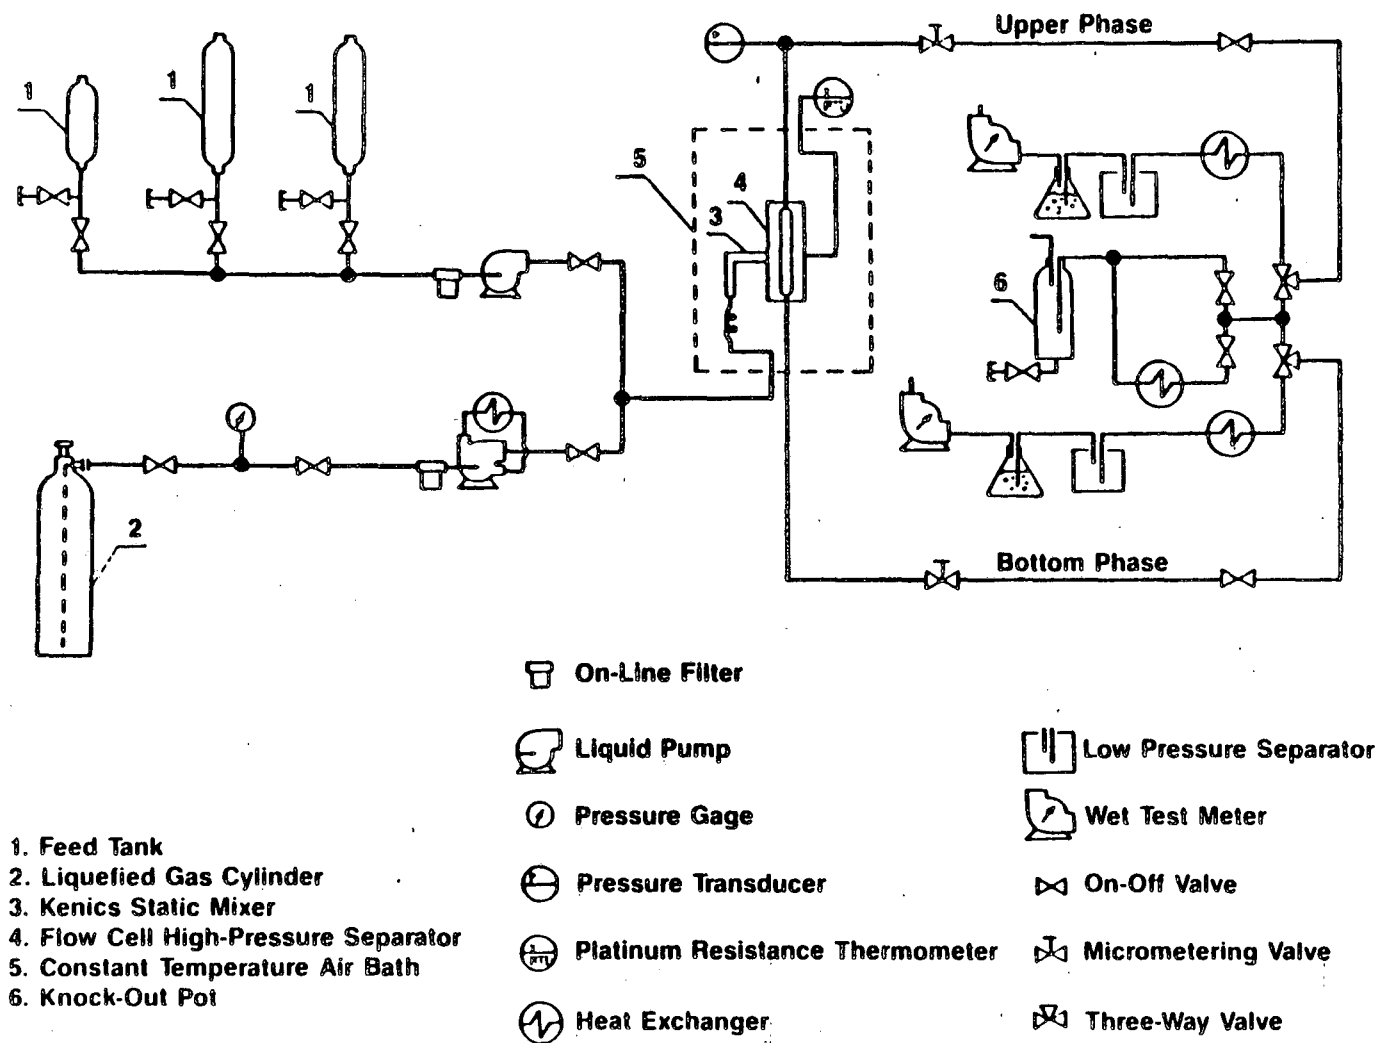 Upper Phase
1
1
1
5
4
3
6
2
Bottom Phase
On-Line Filter
Liquid Pump
Pressure Gage
Pressure Transducer
Platinum Resistance Thermometer
Heat Exchanger
Low Pressure Separator
Wet Test Meter
On-Off Valve
Micrometering Valve
Three-Way Valve
1. Feed Tank
2. Liquefied Gas Cylinder
3. Kenics Static Mixer
4. Flow Cell High-Pressure Separator
5. Constant Temperature Air Bath
6. Knock-Out Pot